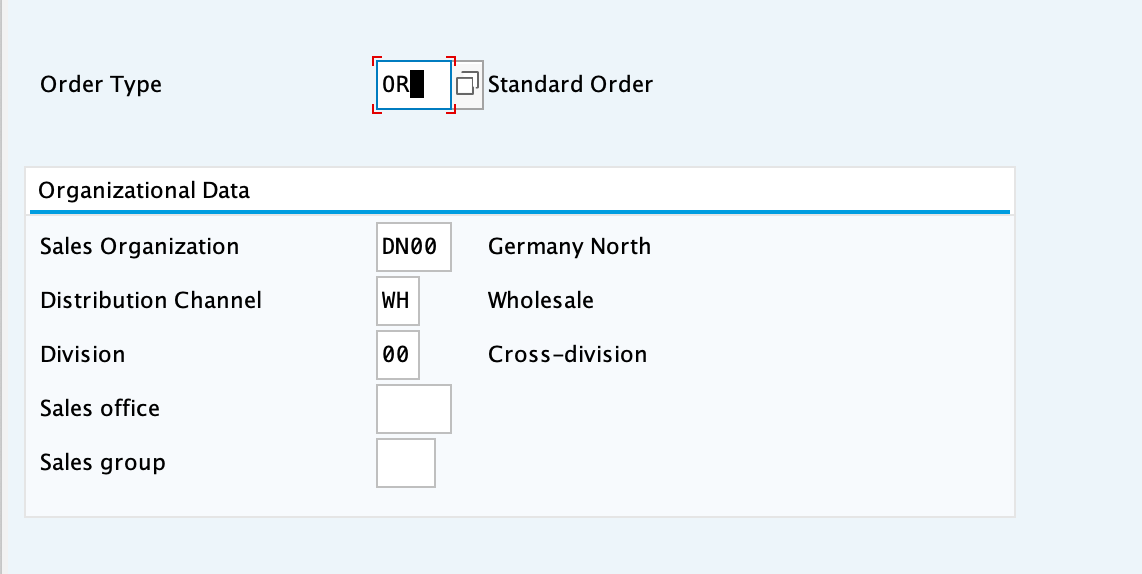 Order Type OR Standard Order
Organizational Data
Sales Organization DN00 Germany North
Distribution Channel WH Wholesale
Division 00 Cross-division
Sales office
Sales group